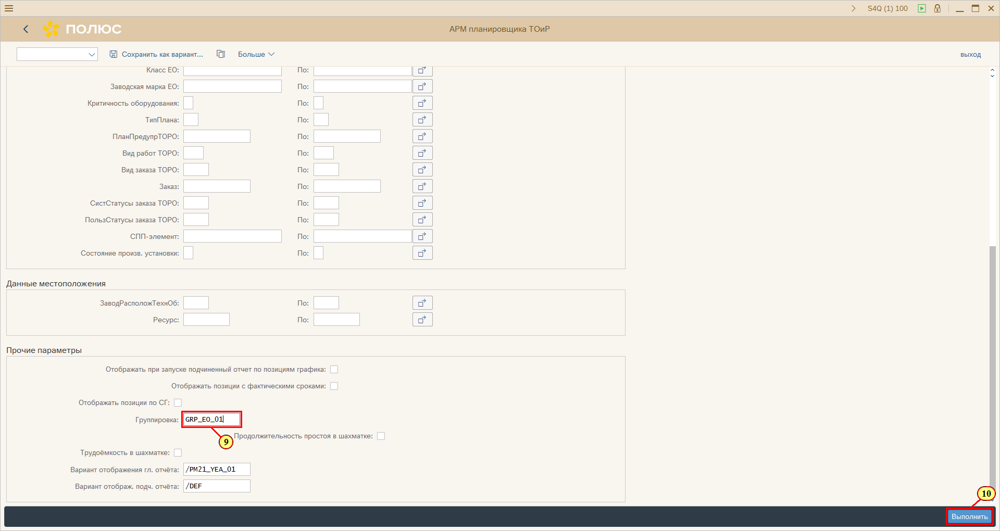 S4Q (1) 100
ПОЛЮС
АРМ планировщика ТОиР
Сохранить как вариант...
Больше
выход
Класс ЕО: По:
Заводская марка ЕО: По:
Критичность оборудования: По:
ТипПлана: По:
ПланПредупрТОРО: По:
Вид работ ТОРО: По:
Вид заказа ТОРО: По:
Заказ: По:
СистСтатусы заказа ТОРО: По:
ПользСтатусы заказа ТОРО: По:
СПП-элемент: По:
Состояние произв. установки: По:
Данные местоположения
ЗаводРасположТехнОб: По:
Ресурс: По:
Прочие параметры
Отображать при запуске подчиненный отчет по позициям графика:
Отображать позиции с фактическими сроками:
Отображать позиции по СГ:
Группировка: GRP_EO_01
9
Продолжительность простоя в шахматке:
Трудоёмкость в шахматке:
Вариант отображения гл. отчёта: /PM21_YEA_01
Вариант отображ. подч. отчёта: /DEF
10
Выполнить